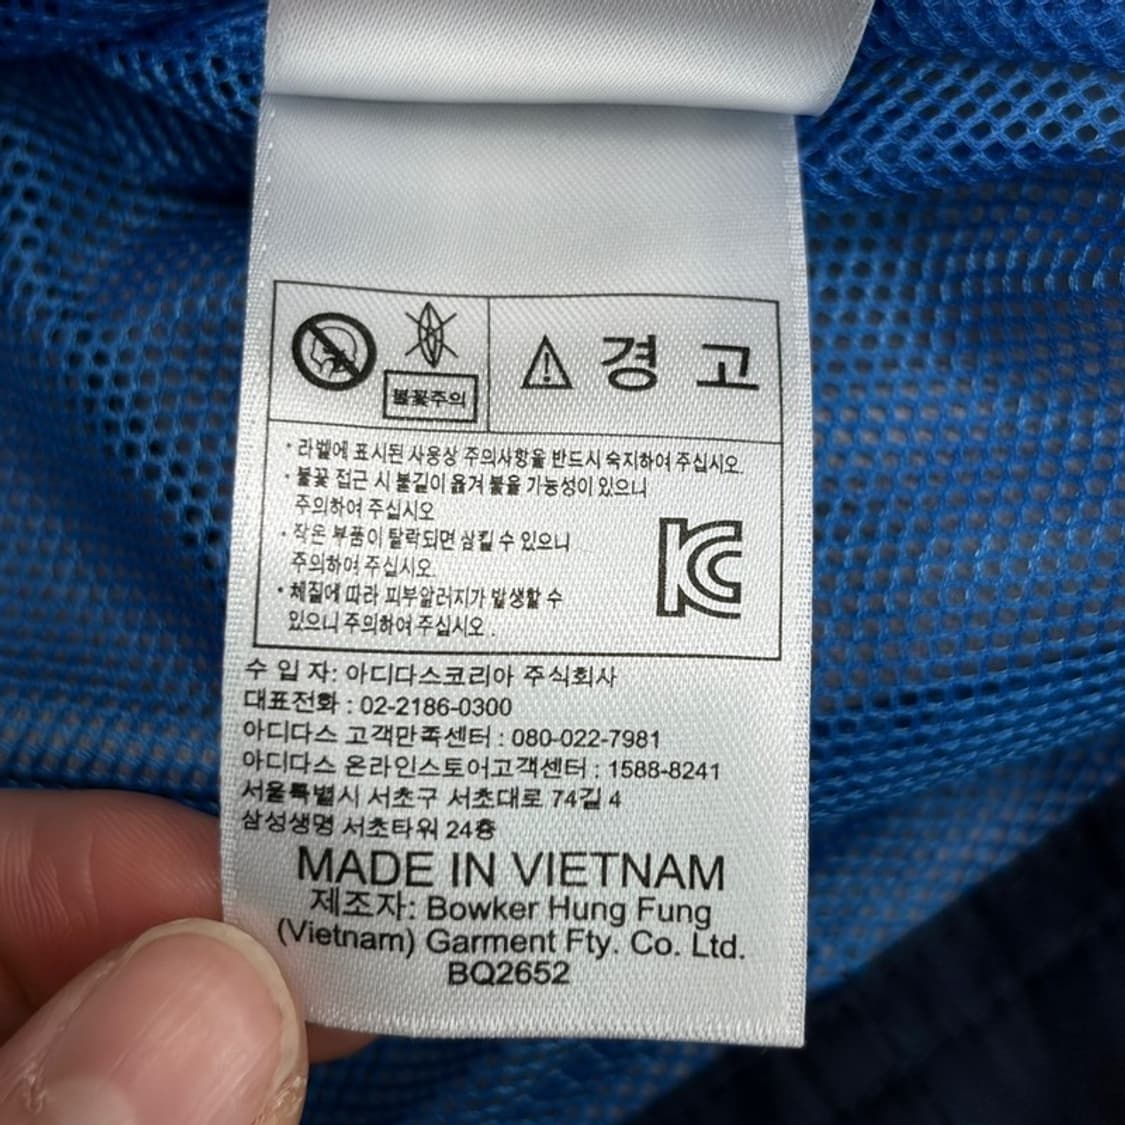 불꽃주의
경 고
• 라벨에 표시된 사용상 주의사항을 반드시 숙지하여 주십시오.
• 불꽃 접근 시 불길이 옮겨 붙을 가능성이 있으니
주의하여 주십시오
• 작은 부품이 탈락되면 삼킬 수 있으니
주의하여 주십시오.
• 체질에 따라 피부알러지가 발생할 수
있으니 주의하여 주십시오 .
수 입 자: 아디다스코리아 주식회사
대표전화 : 02-2186-0300
아디다스 고객만족센터 : 080-022-7981
아디다스 온라인스토어고객센터 : 1588-8241
서울특별시 서초구 서초대로 74길 4
삼성생명 서초타워 24층
MADE IN VIETNAM
제조자: Bowker Hung Fung
(Vietnam) Garment Fty. Co. Ltd.
BQ2652